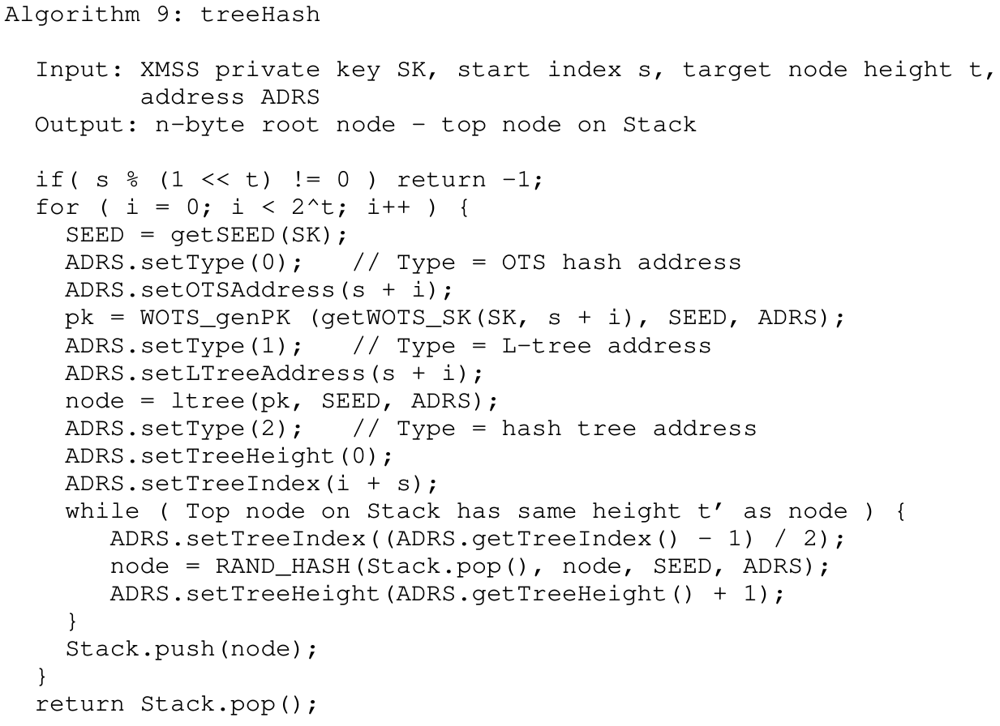 Algorithm 9: treeHash

  Input: XMSS private key SK, start index s, target node height t,
         address ADRS
  Output: n-byte root node - top node on Stack

  if( s % (1 << t) != 0 ) return -1;
  for ( i = 0; i < 2^t; i++ ) {
    SEED = getSEED(SK);
    ADRS.setType(0);   // Type = OTS hash address
    ADRS.setOTSAddress(s + i);
    pk = WOTS_genPK (getWOTS_SK(SK, s + i), SEED, ADRS);
    ADRS.setType(1);   // Type = L-tree address
    ADRS.setLTreeAddress(s + i);
    node = ltree(pk, SEED, ADRS);
    ADRS.setType(2);   // Type = hash tree address
    ADRS.setTreeHeight(0);
    ADRS.setTreeIndex(i + s);
    while ( Top node on Stack has same height t' as node ) {
       ADRS.setTreeIndex((ADRS.getTreeIndex() - 1) / 2);
       node = RAND_HASH(Stack.pop(), node, SEED, ADRS);
       ADRS.setTreeHeight(ADRS.getTreeHeight() + 1);
    }
    Stack.push(node);
  }
  return Stack.pop();